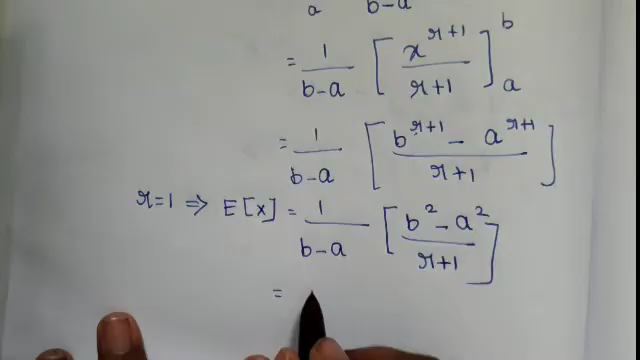 a b-a
= 1/(b-a) [x^(r+1)/(r+1)]_a^b
= 1/(b-a) [(b^(r+1) - a^(r+1))/(r+1)]
r=1 ⇒ E[x] = 1/(b-a) [(b^2 - a^2)/(r+1)]
=